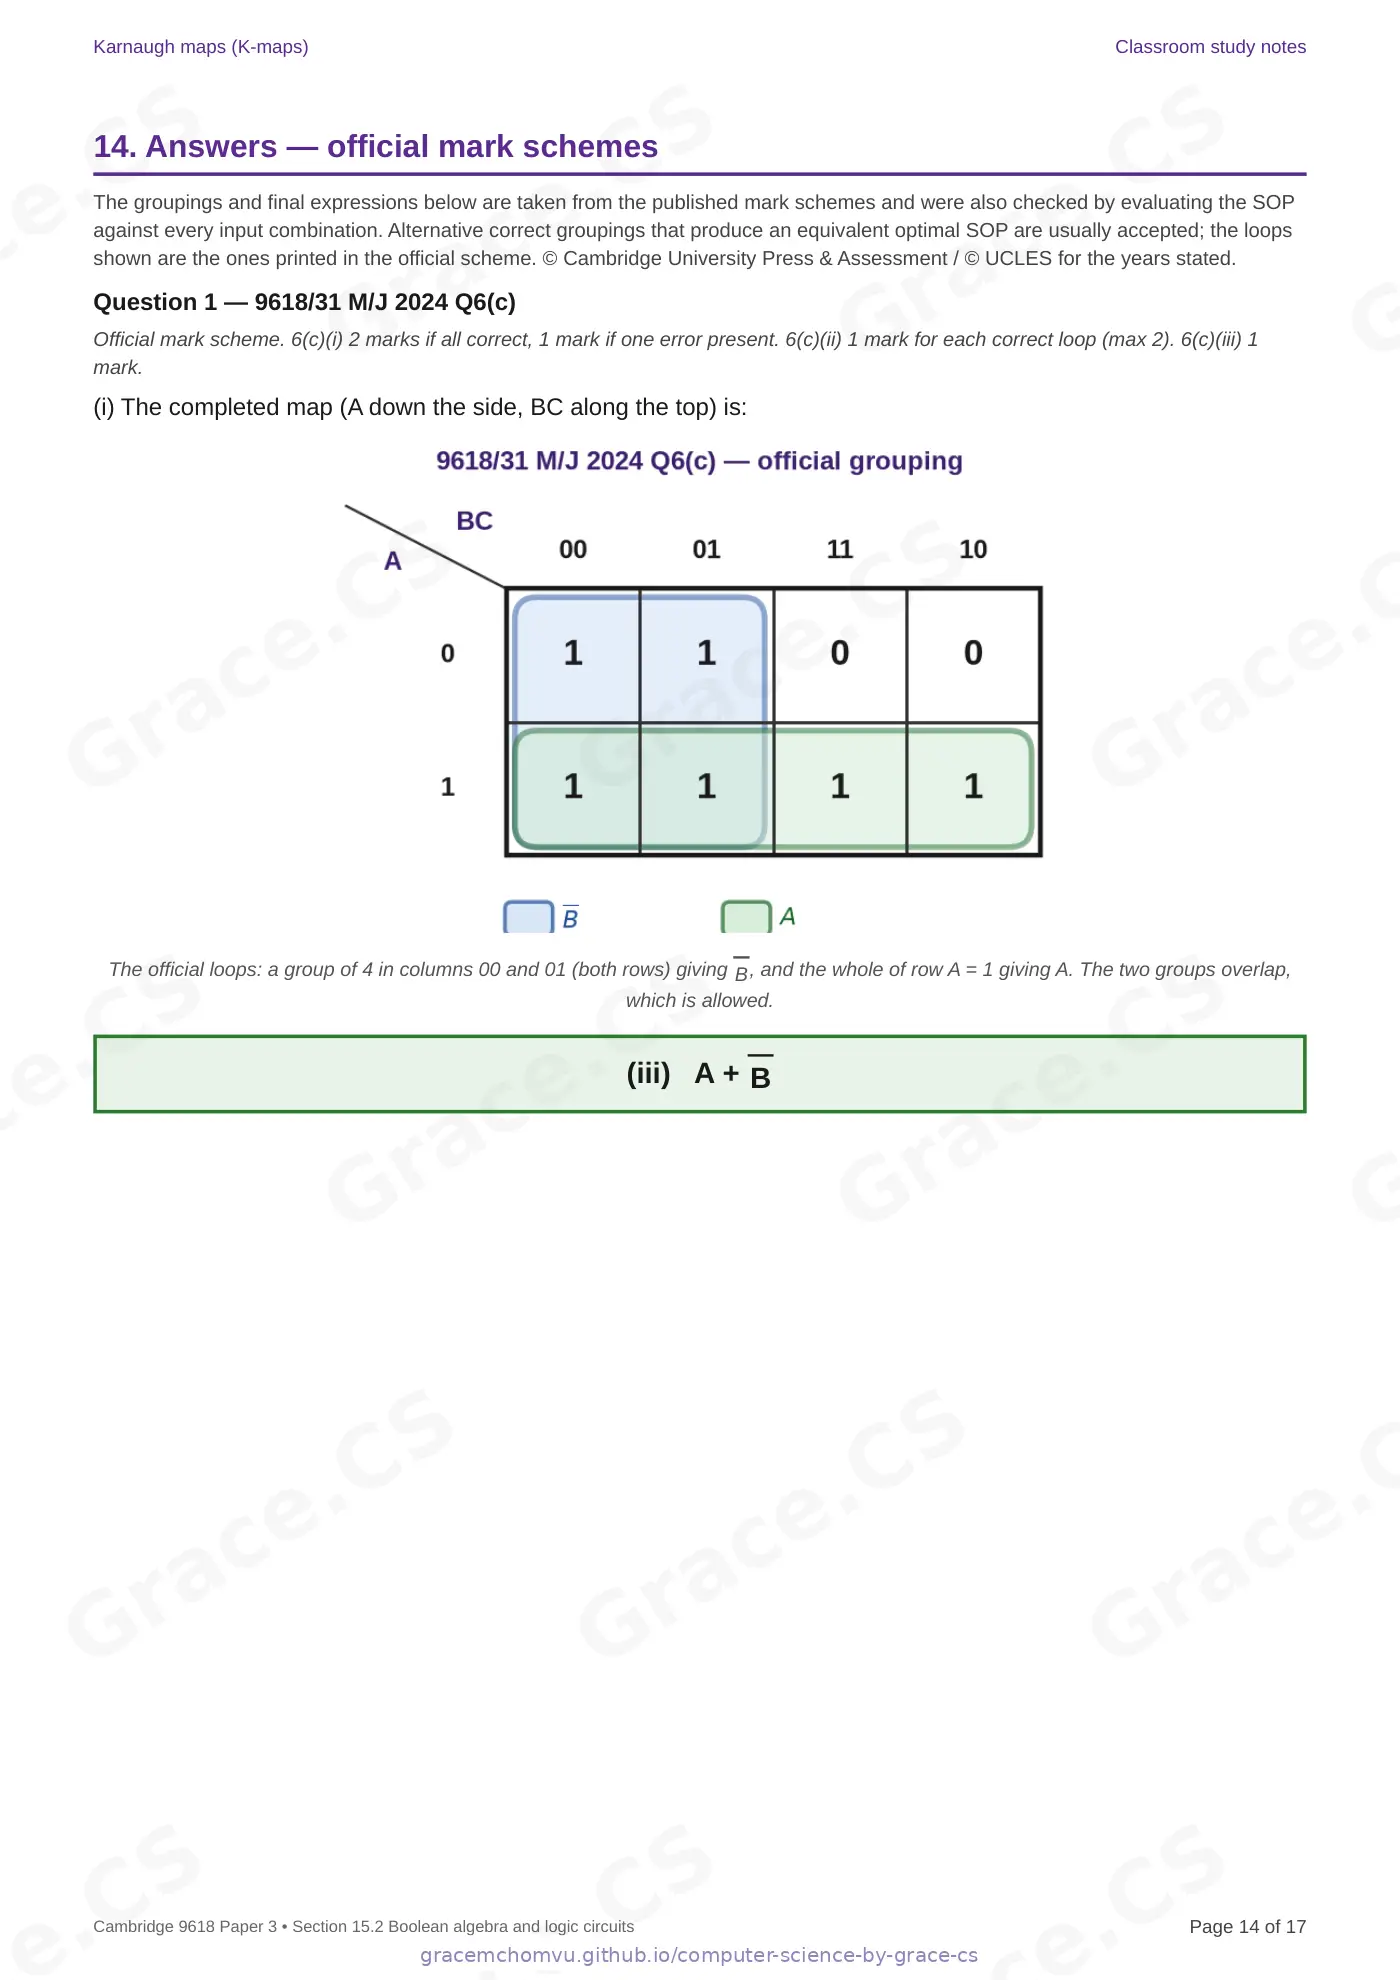 Karnaugh maps (K-maps)
Classroom study notes
14. Answers — official mark schemes
The groupings and final expressions below are taken from the published mark schemes and were also checked by evaluating the SOP
against every input combination. Alternative correct groupings that produce an equivalent optimal SOP are usually accepted; the loops
shown are the ones printed in the official scheme. © Cambridge University Press & Assessment / © UCLES for the years stated.
Question 1 — 9618/31 M/J 2024 Q6(c)
Official mark scheme. 6(c)(i) 2 marks if all correct, 1 mark if one error present. 6(c)(ii) 1 mark for each correct loop (max 2). 6(c)(iii) 1
mark.
(i) The completed map (A down the side, BC along the top) is:
9618/31 M/J 2024 Q6(c) — official grouping
BC
A
00 01 11 10
0 1 1 0 0
1 1 1 1 1
B̅ A
The official loops: a group of 4 in columns 00 and 01 (both rows) giving B̅, and the whole of row A = 1 giving A. The two groups overlap,
which is allowed.
(iii) A + B̅
Cambridge 9618 Paper 3 • Section 15.2 Boolean algebra and logic circuits
Page 14 of 17
gracemchomvu.github.io/computer-science-by-grace-cs
Grace.CS